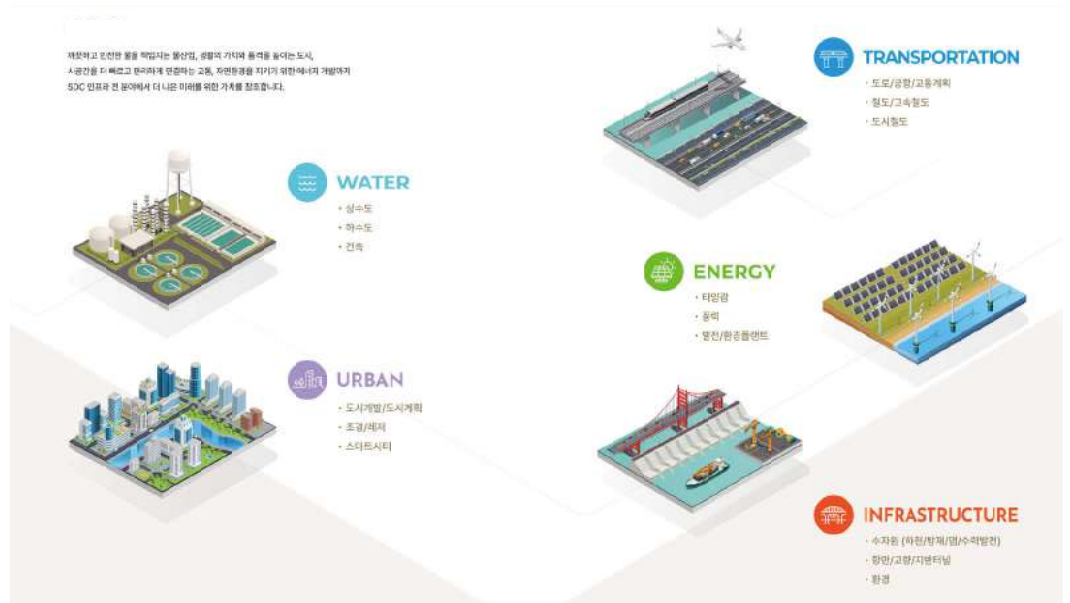 깨끗하고 안전한 물을 책임지는 물산업, 생활의 가치와 품격을 높이는 도시,
시공간을 더 빠르고 편리하게 연결하는 교통, 자연환경을 지키기 위한 에너지 개발까지
인프라 전 분야에서 더 나은 미래를 위한 가치를 창조합니다.
TRANSPORTATION
· 도로/공항/교통계획
· 철도/고속철도
· 도시철도
WATER
· 상수도
· 하수도
· 건축
ENERGY
· 태양광
· 풍력
· 발전/환경플랜트
URBAN
· 도시개발/도시계획
· 조경/레저
· 스마트시티
INFRASTRUCTURE
· 수자원 (하천/방재/댐/수력발전)
· 항만/교량/지반터널
· 환경